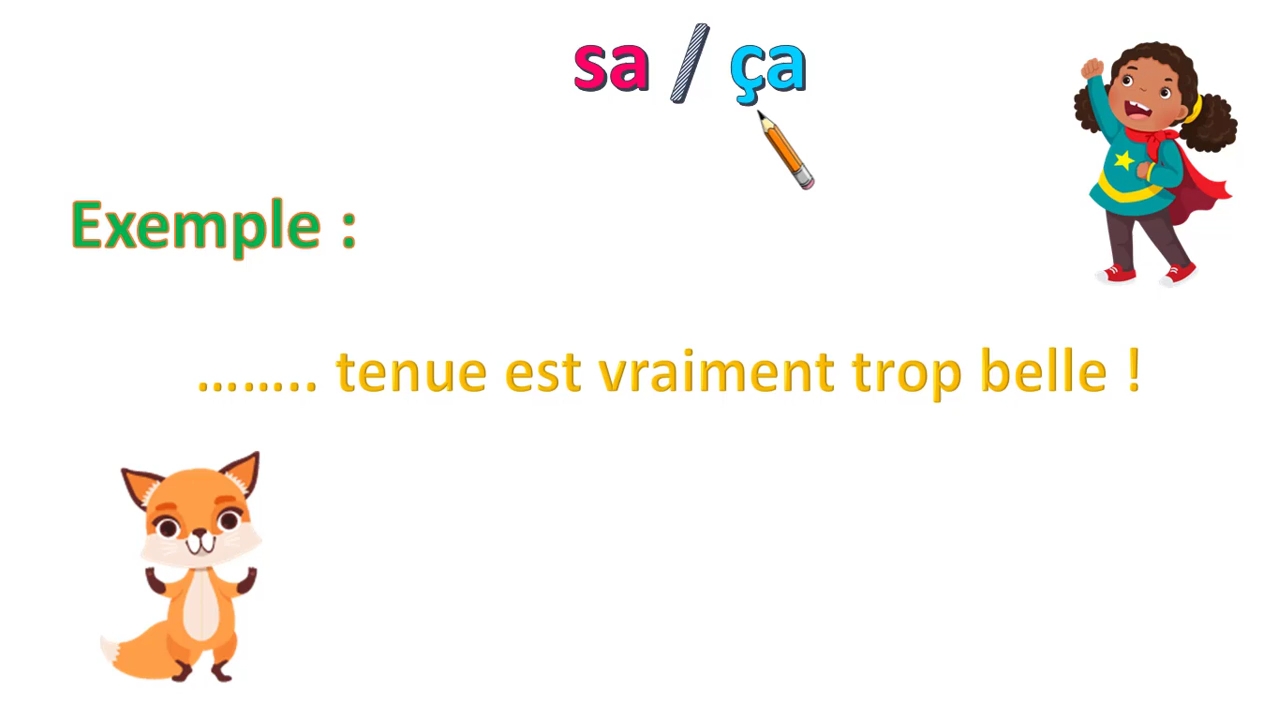 sa / ça
Exemple :
…….. tenue est vraiment trop belle !